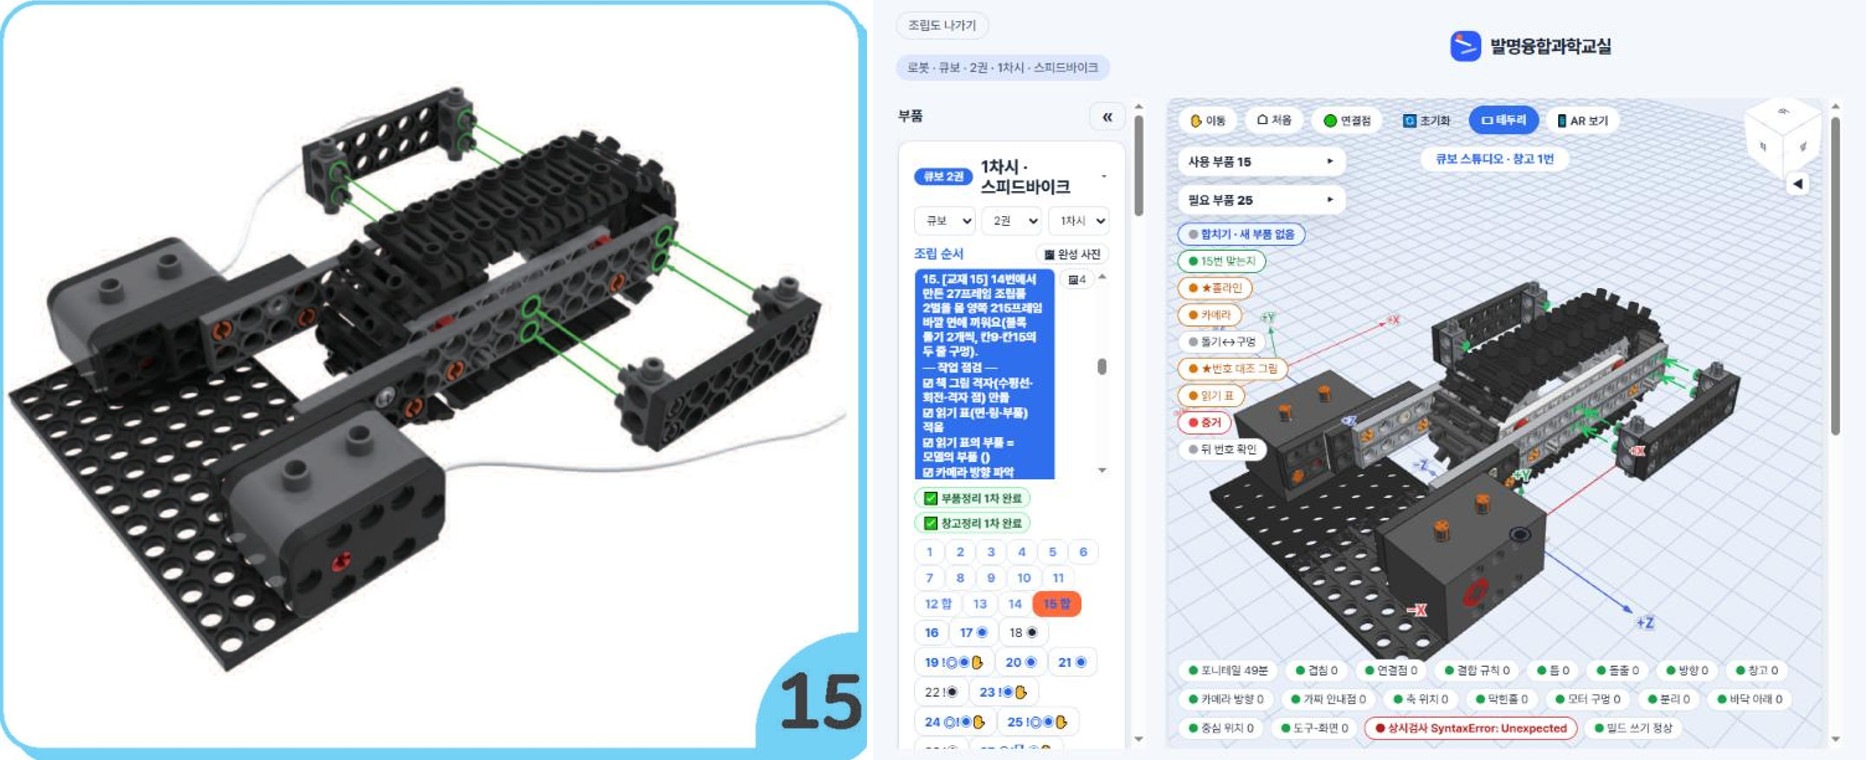 15
조립도 나가기
로봇 · 큐보 · 2권 · 1차시 · 스피드바이크
발명융합과학교실
부품
«
큐보 2권
1차시 ·
스피드바이크
큐보
2권
1차시
조립 순서
완성 사진
15. [교재 15] 14번에서
만든 27프레임 조립품
2벌을 몸 양쪽 215프레임
바깥 면에 끼워요(블록
돌기 2개씩, 칸9·칸15의
두 줄 구멍).
— 작업 점검 —
☑ 책 그림 격자(수평선·
회전·격자 점) 만듦
☑ 읽기 표(면·링·부품)
적음
☑ 읽기 표의 부품 =
모델의 부품 ()
☑ 카메라 방향 파악
4
부품정리 1차 완료
창고정리 1차 완료
1 2 3 4 5 6
7 8 9 10 11
12 합 13 14 15 합
16 17 18
19 ! 20 21
22 ! 23 !
24 ! 25 !
이동
처음
연결점
초기화
테두리
AR 보기
사용 부품 15
큐보 스튜디오 · 창고 1번
필요 부품 25
합치기 · 새 부품 없음
15번 맞는지
★홀라인
카메라
돌기↔구멍
★번호 대조 그림
읽기 표
증거
뒤 번호 확인
+Y
+X
-Z
-Z
+Y
+X
-X
+Z
포니테일 49분
겹침 0
연결점 0
결합 규칙 0
틈 0
돌출 0
방향 0
창고 0
카메라 방향 0
가짜 안내점 0
축 위치 0
막힌홀 0
모터 구멍 0
분리 0
바닥 아래 0
중심 위치 0
도구-화면 0
상시검사 SyntaxError: Unexpected
빌드 쓰기 정상